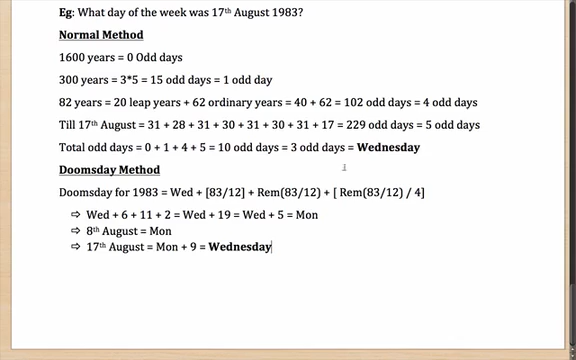 Eg: What day of the week was 17th August 1983?
Normal Method
1600 years = 0 Odd days
300 years = 3*5 = 15 odd days = 1 odd day
82 years = 20 leap years + 62 ordinary years = 40 + 62 = 102 odd days = 4 odd days
Till 17th August = 31 + 28 + 31 + 30 + 31 + 30 + 31 + 17 = 229 odd days = 5 odd days
Total odd days = 0 + 1 + 4 + 5 = 10 odd days = 3 odd days = Wednesday
Doomsday Method
Doomsday for 1983 = Wed + [83/12] + Rem(83/12) + [ Rem(83/12) / 4]
⇨ Wed + 6 + 11 + 2 = Wed + 19 = Wed + 5 = Mon
⇨ 8th August = Mon
⇨ 17th August = Mon + 9 = Wednesday